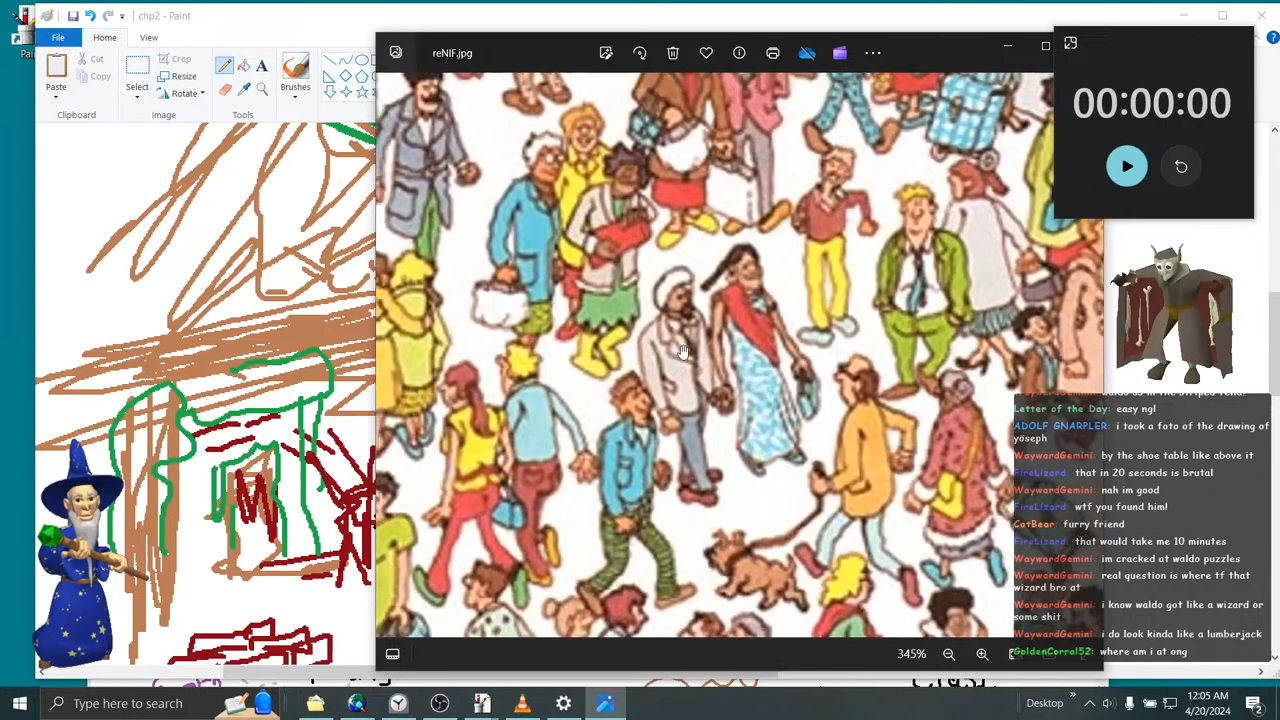 chp2 - Paint
File
Home
View
Paste
Cut
Copy
Clipboard
Select
Crop
Resize
Rotate
Image
Tools
Brushes
reNIF.jpg
345%
00:00:00
Letter of the Day: easy ngl
ADOLF GNARPLER: i took a foto of the drawing of
yöseph
WaywardGemini: by the shoe table like above it
FireLizard: that in 20 seconds is brutal
WaywardGemini: nah im good
FireLizard: wtf you found him!
CatBear: furry friend
FireLizard: that would take me 10 minutes
WaywardGemini: im cracked at waldo puzzles
WaywardGemini: real question is where tf that
wizard bro at
WaywardGemini: i know waldo got like a wizard or
some shit
WaywardGemini: i do look kinda like a lumberjack
GoldenCorral52: where am i at ong
Type here to search
Desktop
12:05 AM
4/20/2024
2